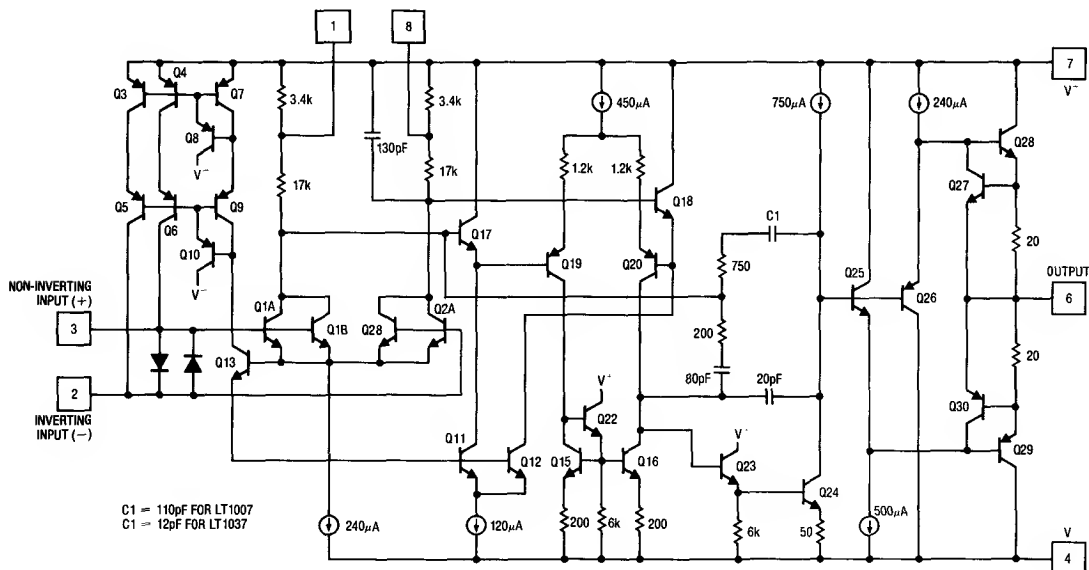 1
8
7
V−
Q3
Q4
Q7
Q8
V−
3.4k
3.4k
450μA
750μA
240μA
Q28
130pF
1.2k
1.2k
Q27
17k
17k
Q5
Q6
Q9
Q10
V−
Q18
C1
Q17
Q19
Q20
750
Q25
Q26
20
OUTPUT
6
NON-INVERTING
INPUT (+)
3
Q1A
Q1B
Q28
Q2A
200
20
Q13
80pF
20pF
2
INVERTING
INPUT (−)
V+
Q22
Q30
Q11
Q12
Q15
Q16
V−
Q23
Q24
Q29
C1 = 110pF FOR LT1007
C1 = 12pF FOR LT1037
240μA
120μA
200
6k
200
6k
50
500μA
V
4